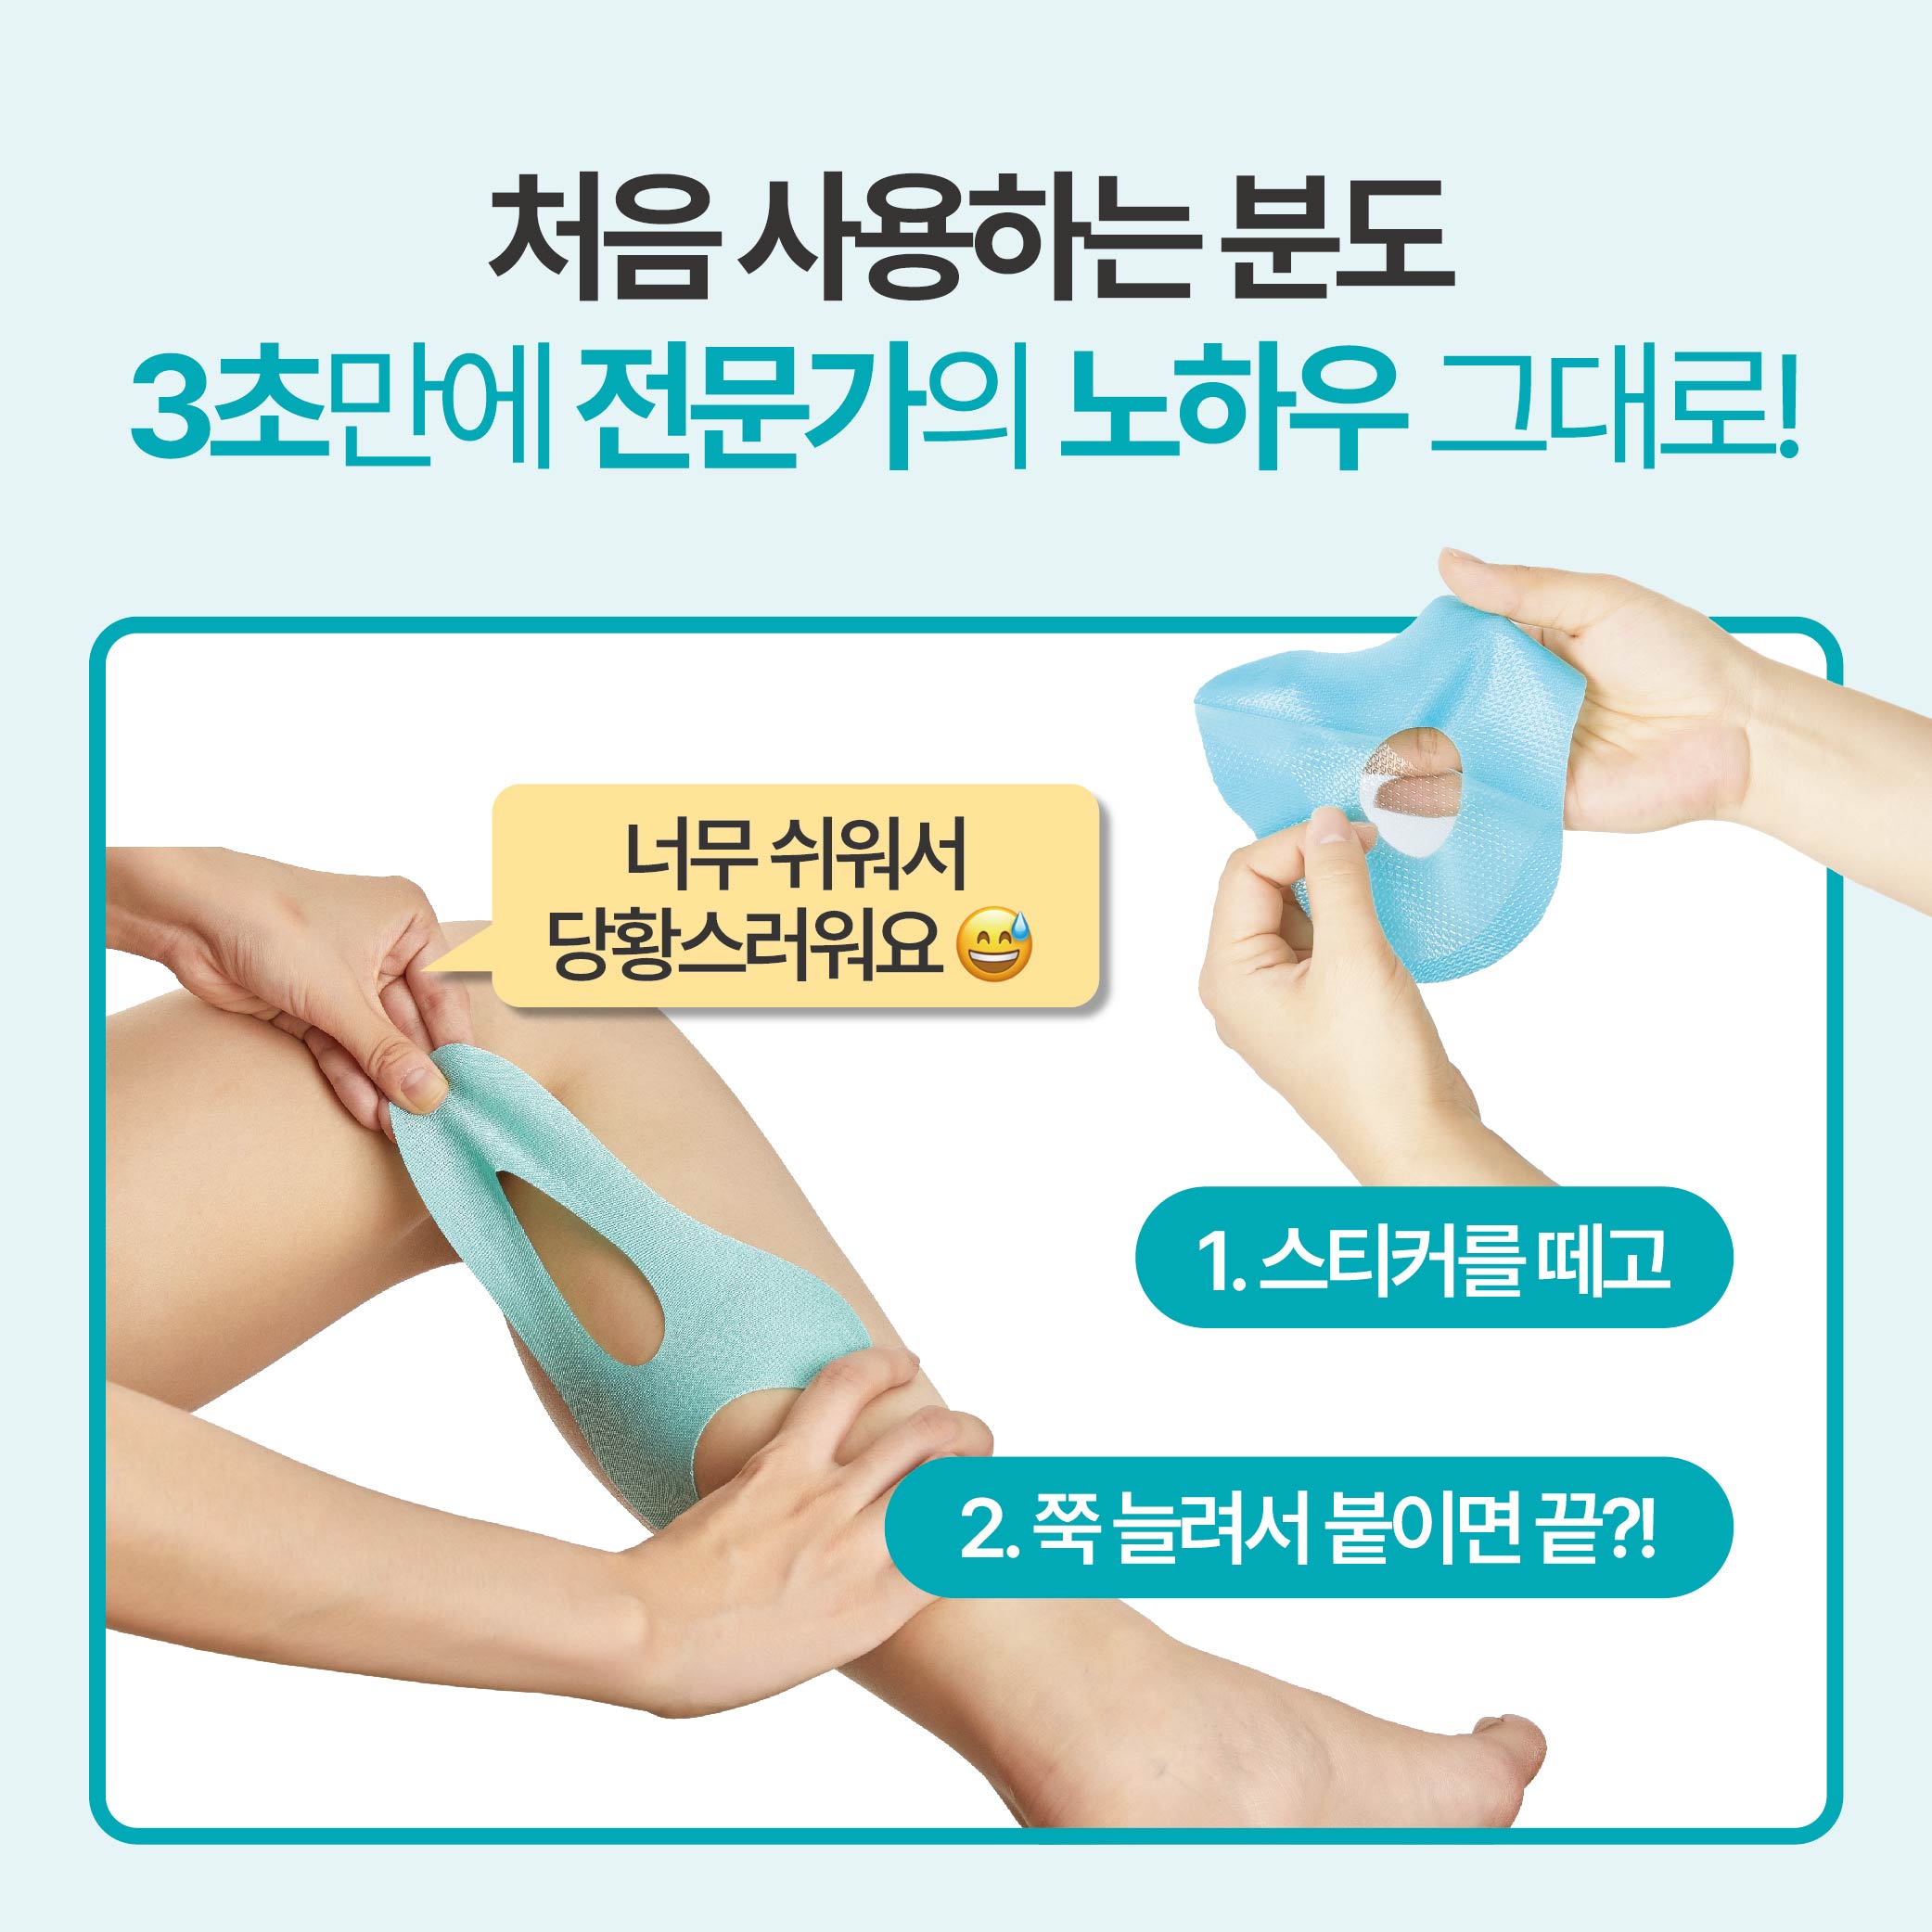 처음 사용하는 분도
3초만에 전문가의 노하우 그대로!
너무 쉬워서
당황스러워요 😅
1. 스티커를 떼고
2. 쭉 늘려서 붙이면 끝?!